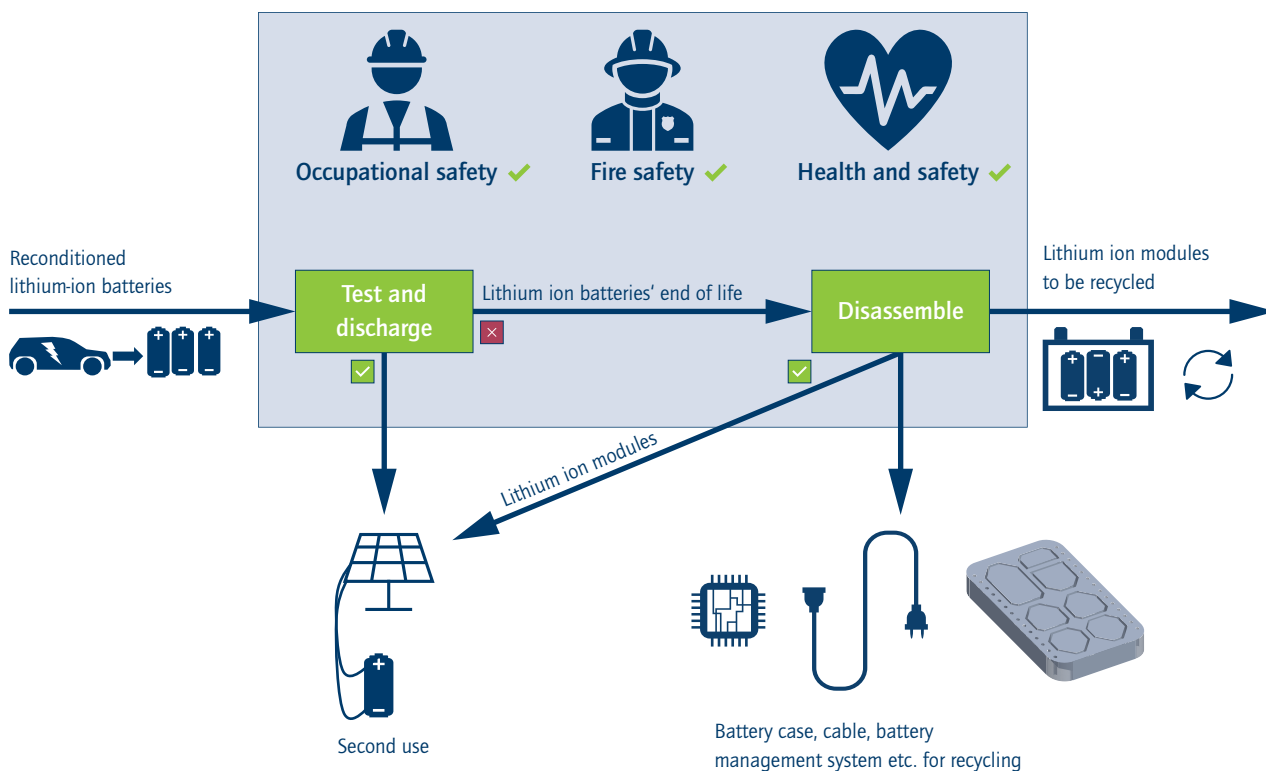 Occupational safety
Fire safety
Health and safety
Reconditioned
lithium-ion batteries
Test and
discharge
Lithium ion batteries‘ end of life
Disassemble
Lithium ion modules
to be recycled
Lithium ion modules
Second use
Battery case, cable, battery
management system etc. for recycling